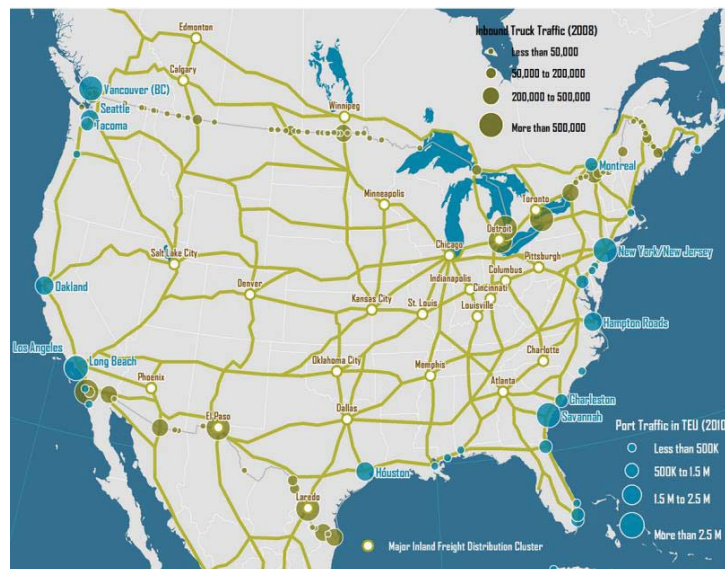 Edmonton
Calgary
Vancouver (BC)
Seattle
Tacoma
Winnipeg
Inbound Truck Traffic (2008)
Less than 50,000
50,000 to 200,000
200,000 to 500,000
More than 500,000
Montreal
Toronto
Minneapolis
Detroit
Chicago
Salt Lake City
Pittsburgh
New York/New Jersey
Columbus
Indianapolis
Cincinnati
Denver
Oakland
Kansas City
St. Louis
Louisville
Hampton Roads
Los Angeles
Long Beach
Oklahoma City
Memphis
Charlotte
Phoenix
Atlanta
Charleston
Savannah
El Paso
Dallas
Houston
Laredo
Port Traffic in TEU (2010
Less than 500K
500K to 1.5 M
1.5 M to 2.5 M
More than 2.5 M
Major Inland Freight Distribution Cluster